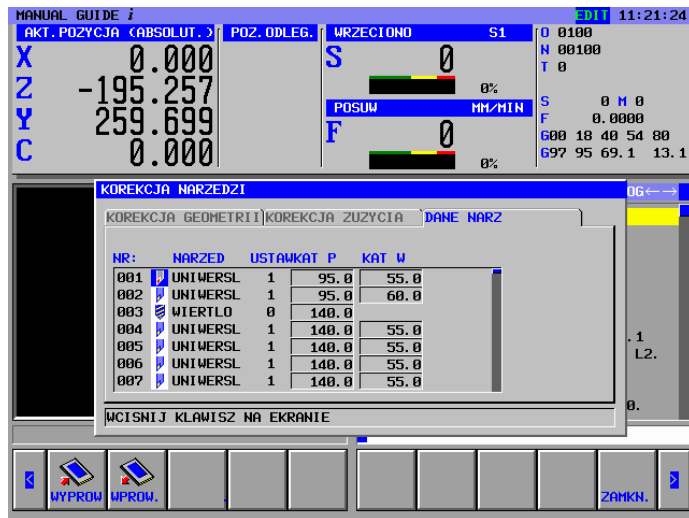 MANUAL GUIDE i EDIT 11:21:24
AKT.POZYCJA (ABSOLUT.) POZ.ODLEG. WRZECIONO S1
X 0.000
Z -195.257
Y 259.699
C 0.000
S 0
0%
POSUW MM/MIN
F 0
0%
O 0100
N 00100
T 0
S 0 M 0
F 0.0000
G00 18 40 54 80
G97 95 69.1 13.1
KOREKCJA NARZEDZI
OG←→
KOREKCJA GEOMETRII KOREKCJA ZUZYCIA DANE NARZ
NR: NARZED USTAWKAT P KAT W
001 UNIWERSL 1 95.0 55.0
002 UNIWERSL 1 95.0 60.0
003 WIERTLO 0 140.0
004 UNIWERSL 1 140.0 55.0
005 UNIWERSL 1 140.0 55.0
006 UNIWERSL 1 140.0 55.0
007 UNIWERSL 1 140.0 55.0
.1
L2.
0.
WCISNIJ KLAWISZ NA EKRANIE
< WYPROW WPROW. ZAMKN. >